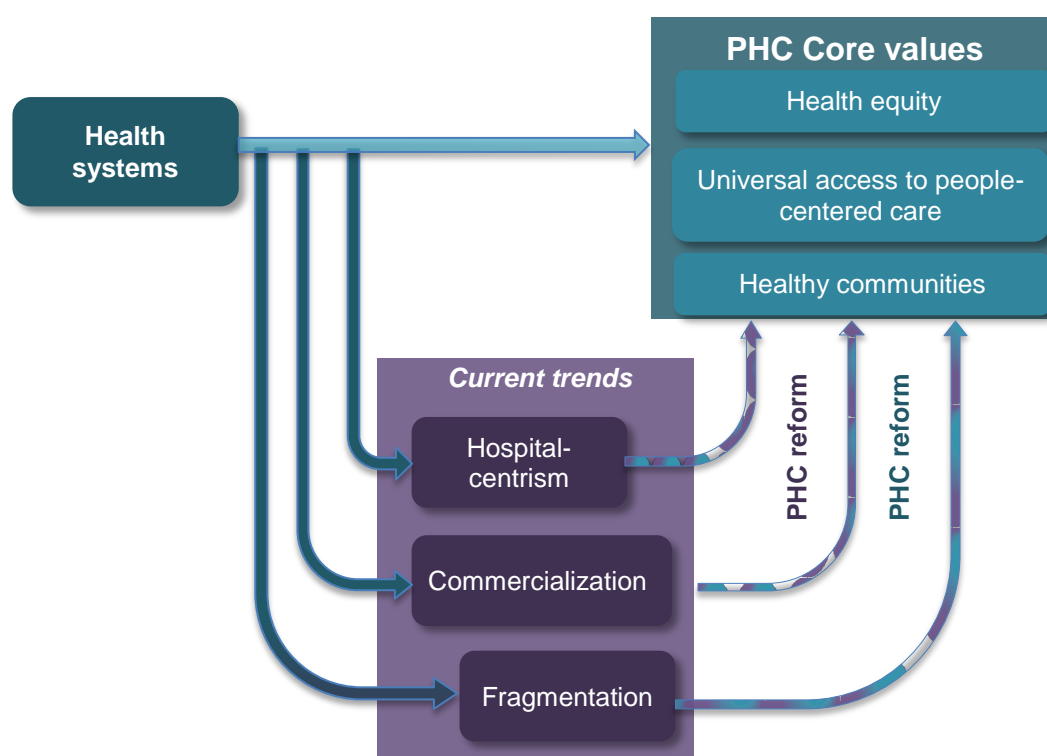 PHC Core values
Health equity
Universal access to people-
centered care
Healthy communities
Health
systems
Current trends
Hospital-
centrism
Commercialization
Fragmentation
PHC reform
PHC reform